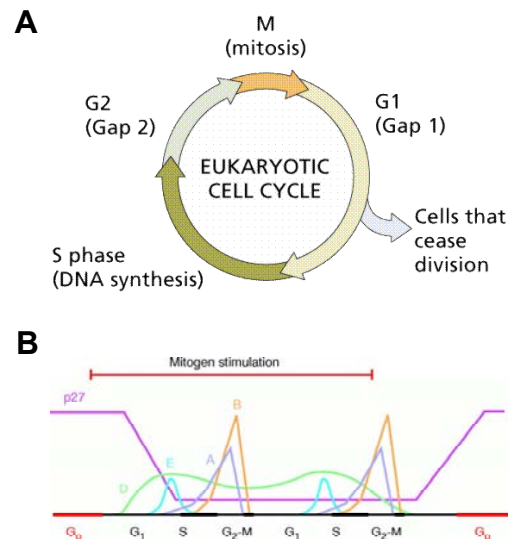 A
M
(mitosis)
G2
(Gap 2)
G1
(Gap 1)
EUKARYOTIC
CELL CYCLE
Cells that
cease
division
S phase
(DNA synthesis)
B
Mitogen stimulation
p27
B
E
A
D
G₀ G₁ S G₂-M G₁ S G₂-M G₀